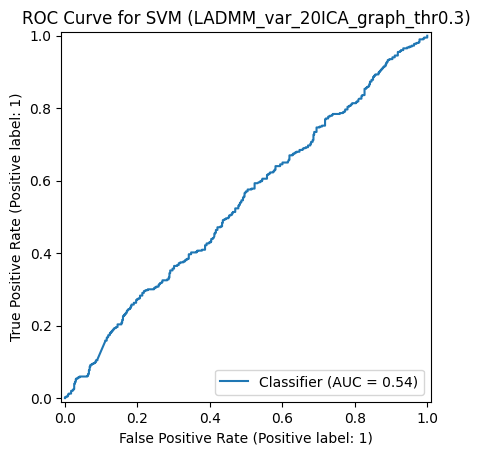 ROC Curve for SVM (LADMM_var_20ICA_graph_thr0.3)
1.0
0.8
0.6
0.4
0.2
0.0
True Positive Rate (Positive label: 1)
Classifier (AUC = 0.54)
0.0 0.2 0.4 0.6 0.8 1.0
False Positive Rate (Positive label: 1)